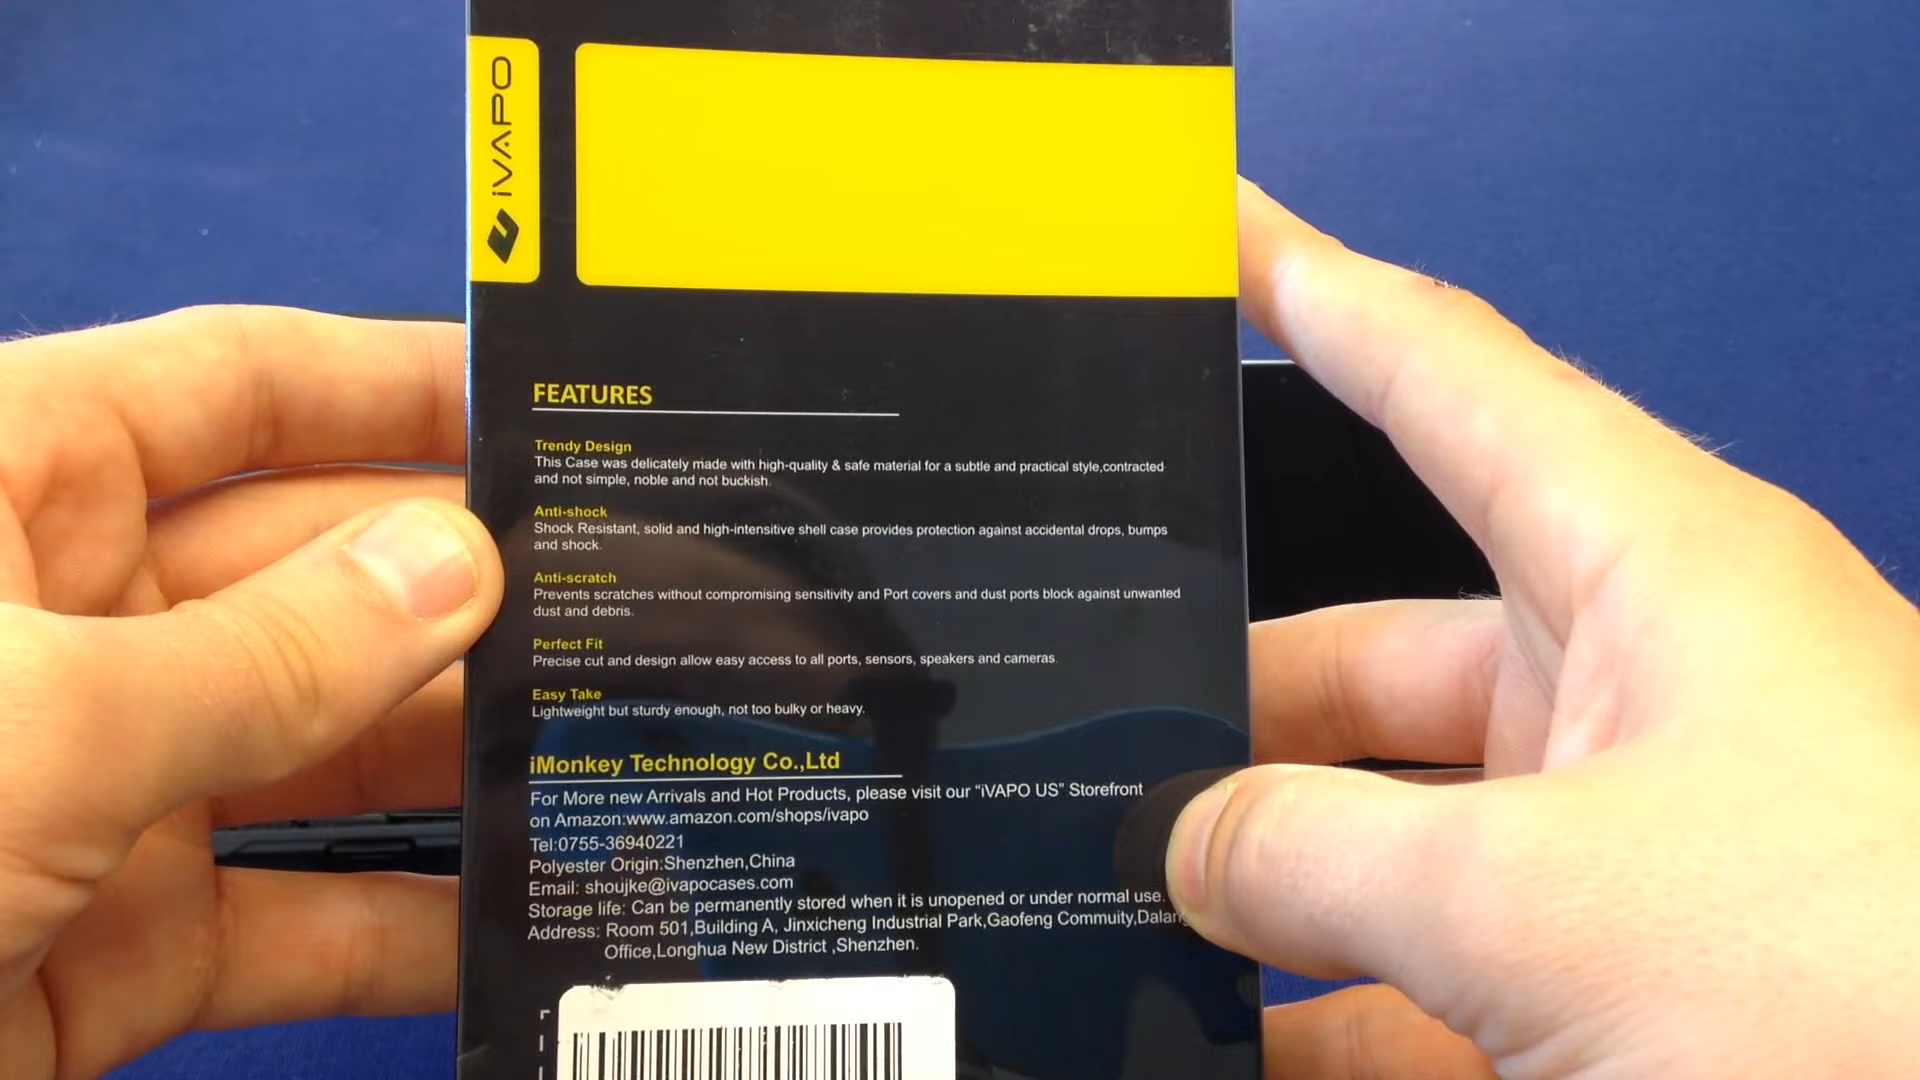 iVAPO
FEATURES
Trendy Design
This Case was delicately made with high-quality & safe material for a subtle and practical style,contracted
and not simple, noble and not buckish.
Anti-shock
Shock Resistant, solid and high-intensitive shell case provides protection against accidental drops, bumps
and shock.
Anti-scratch
Prevents scratches without compromising sensitivity and Port covers and dust ports block against unwanted
dust and debris.
Perfect Fit
Precise cut and design allow easy access to all ports, sensors, speakers and cameras.
Easy Take
Lightweight but sturdy enough, not too bulky or heavy.
iMonkey Technology Co.,Ltd
For More new Arrivals and Hot Products, please visit our “iVAPO US” Storefront
on Amazon:www.amazon.com/shops/ivapo
Tel:0755-36940221
Polyester Origin:Shenzhen,China
Email: shoujke@ivapocases.com
Storage life: Can be permanently stored when it is unopened or under normal use.
Address: Room 501,Building A, Jinxicheng Industrial Park,Gaofeng Commuity,Dalang
Office,Longhua New District ,Shenzhen.